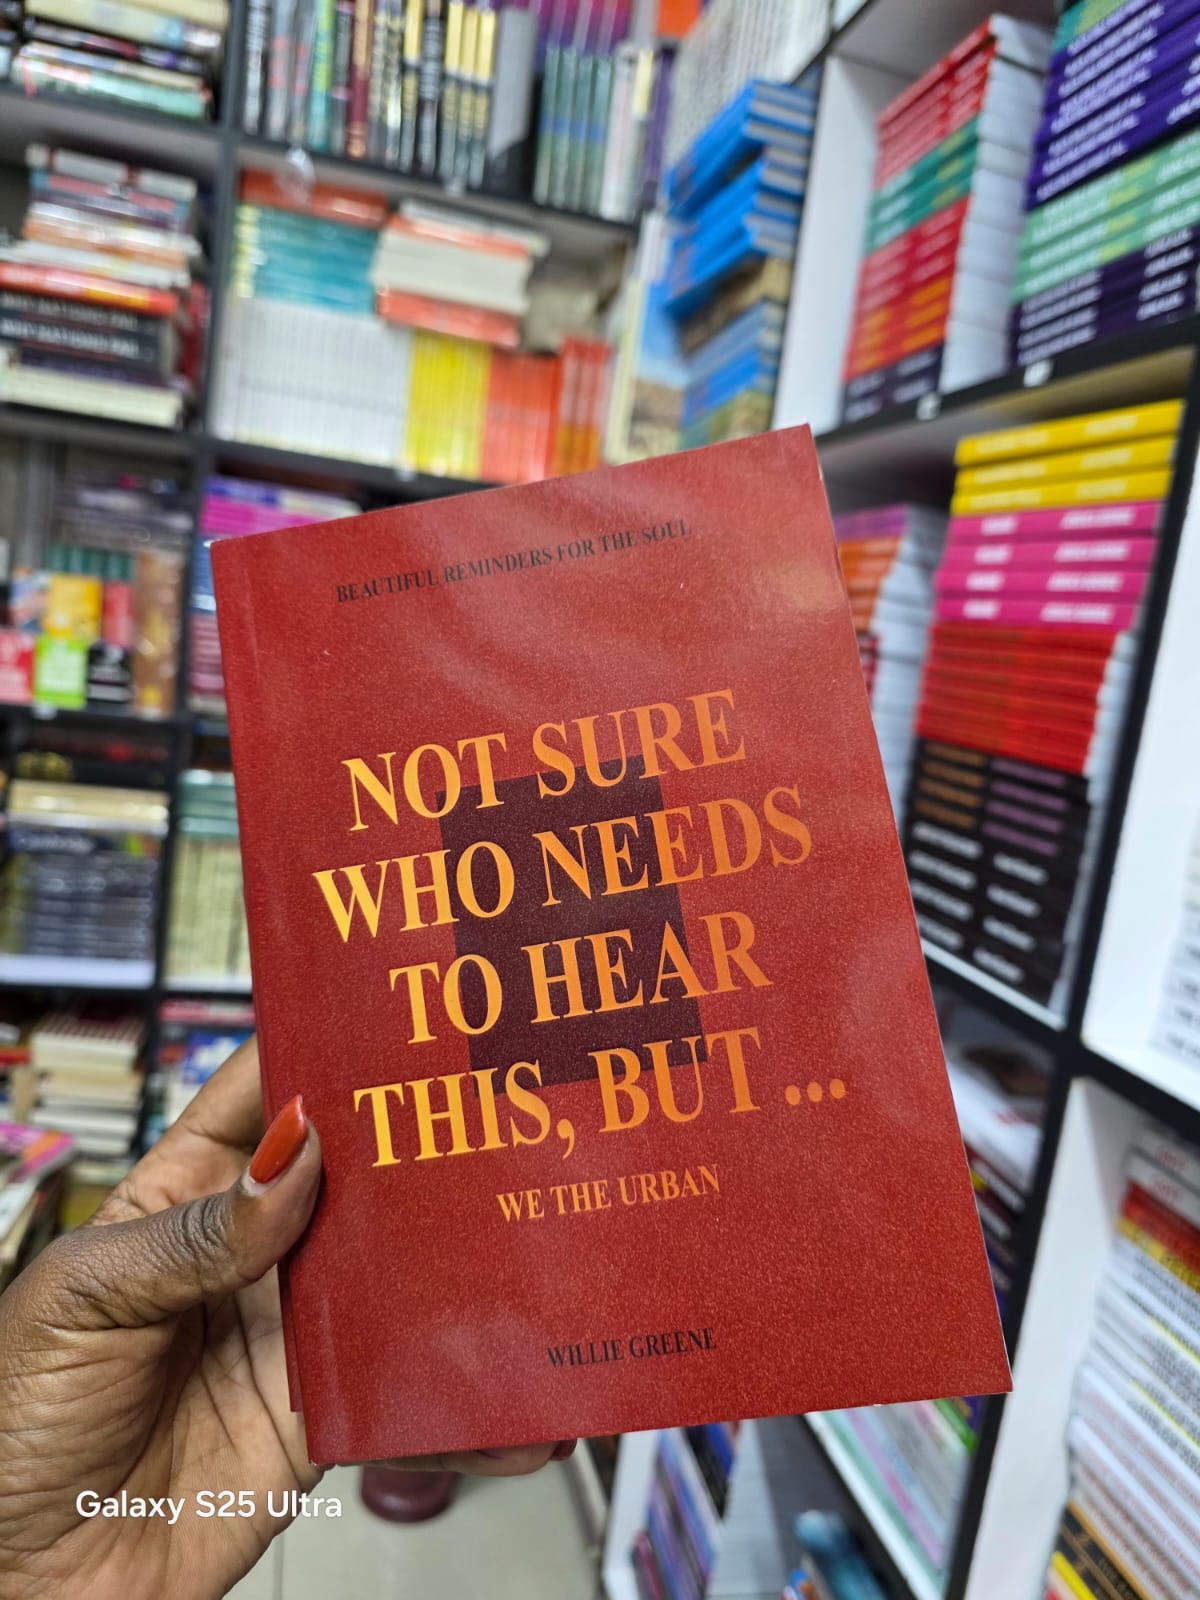 BEAUTIFUL REMINDERS FOR THE SOUL
NOT SURE
WHO NEEDS
TO HEAR
THIS, BUT ...
WE THE URBAN
WILLIE GREENE
Galaxy S25 Ultra